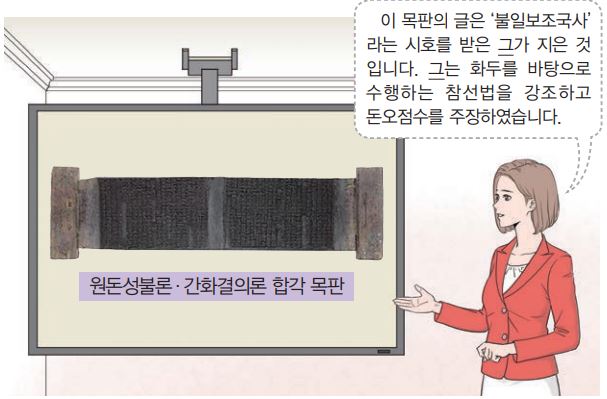 이 목판의 글은 ‘불일보조국사’
라는 시호를 받은 그가 지은 것
입니다. 그는 화두를 바탕으로
수행하는 참선법을 강조하고
돈오점수를 주장하였습니다.
원돈성불론·간화결의론 합각 목판